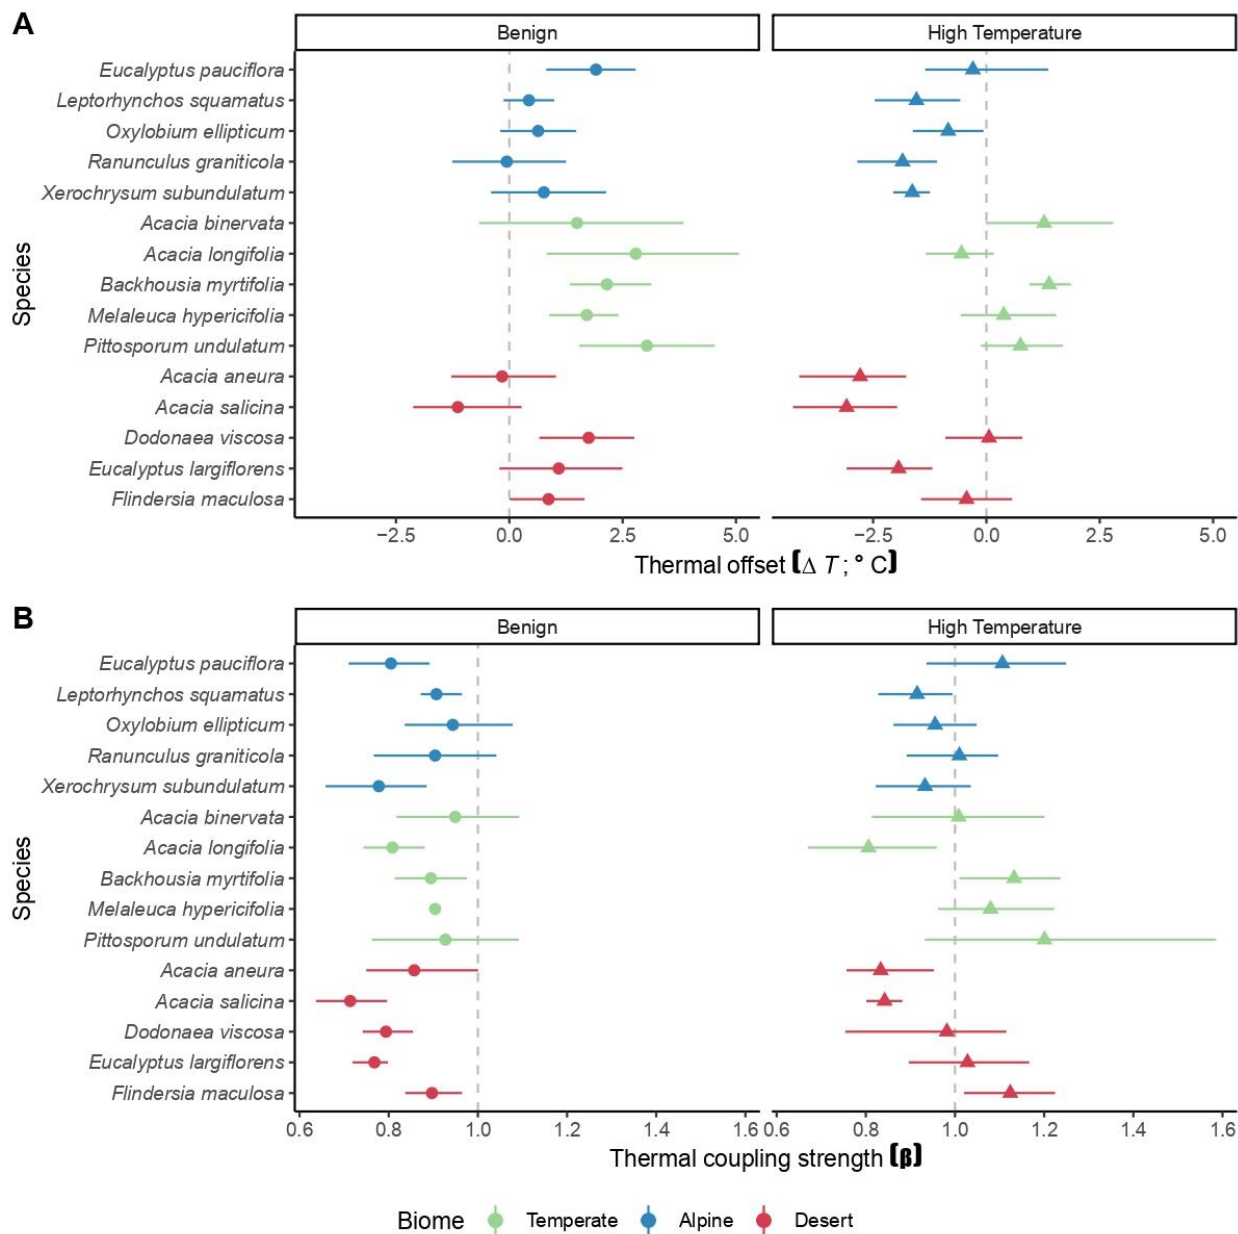 A
Benign
High Temperature
Species
Eucalyptus pauciflora
Leptorhynchos squamatus
Oxylobium ellipticum
Ranunculus graniticola
Xerochrysum subundulatum
Acacia binervata
Acacia longifolia
Backhousia myrtifolia
Melaleuca hypericifolia
Pittosporum undulatum
Acacia aneura
Acacia salicina
Dodonaea viscosa
Eucalyptus largiflorens
Flindersia maculosa
−2.5 0.0 2.5 5.0 −2.5 0.0 2.5 5.0
Thermal offset (Δ T ; ° C)
B
Benign
High Temperature
Species
Eucalyptus pauciflora
Leptorhynchos squamatus
Oxylobium ellipticum
Ranunculus graniticola
Xerochrysum subundulatum
Acacia binervata
Acacia longifolia
Backhousia myrtifolia
Melaleuca hypericifolia
Pittosporum undulatum
Acacia aneura
Acacia salicina
Dodonaea viscosa
Eucalyptus largiflorens
Flindersia maculosa
0.6 0.8 1.0 1.2 1.4 1.6 0.6 0.8 1.0 1.2 1.4 1.6
Thermal coupling strength (β)
Biome Temperate Alpine Desert